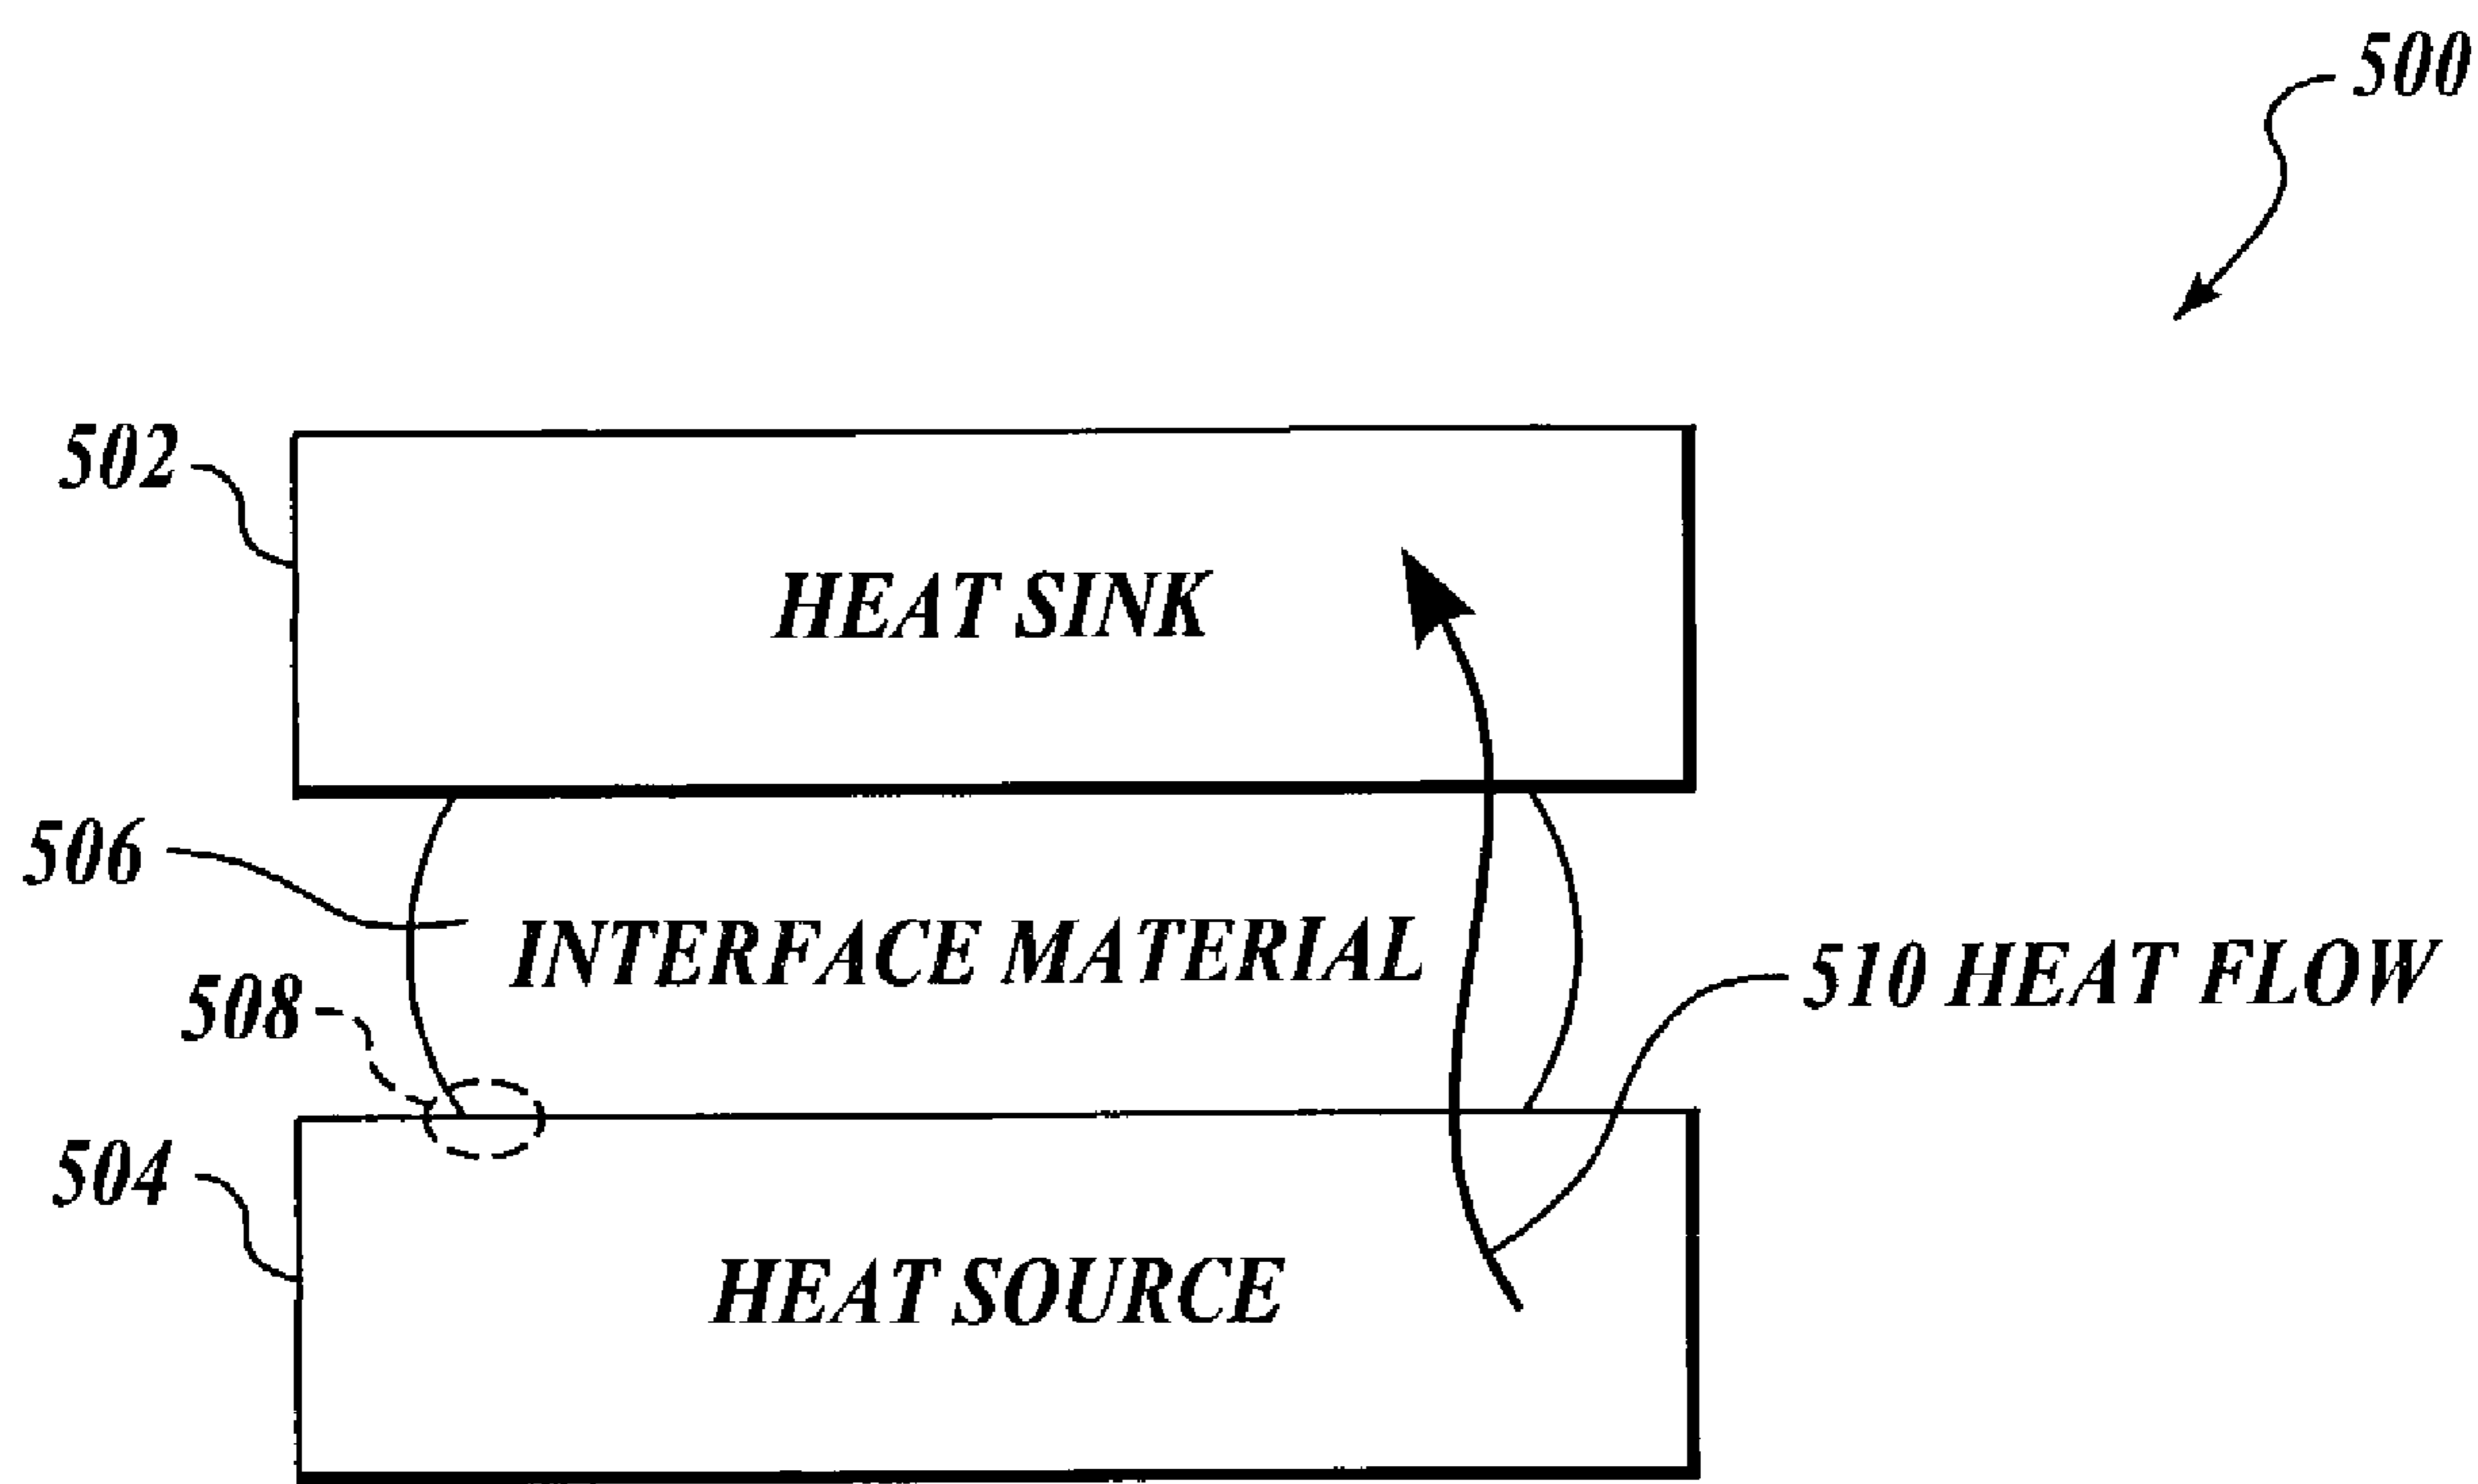 500
502
HEAT SINK
506
INTERFACE MATERIAL
510 HEAT FLOW
508
504
HEAT SOURCE